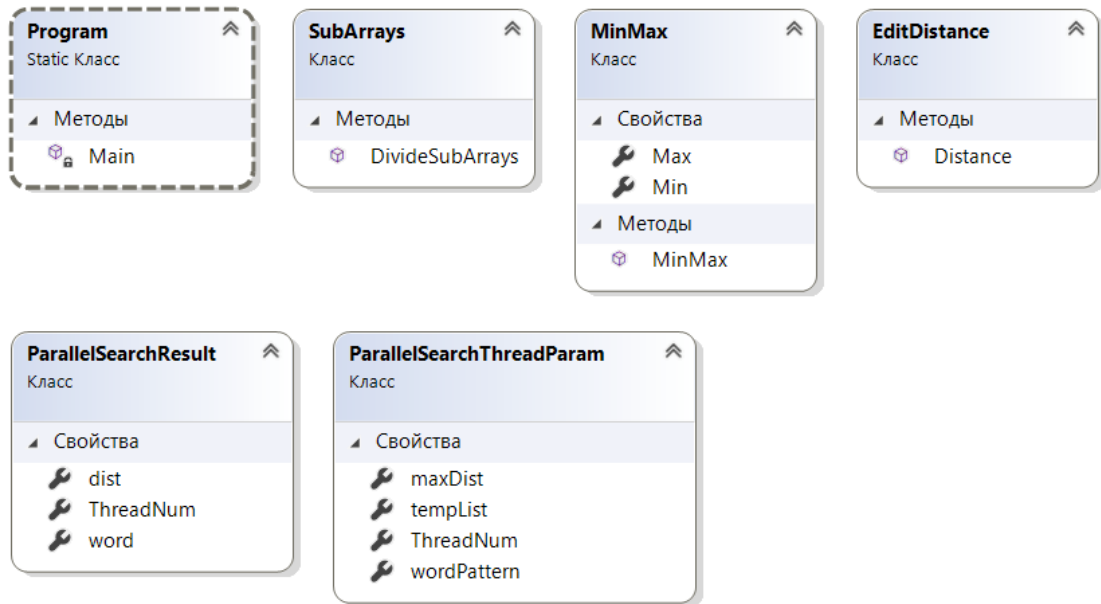 Program
Static Класс
Методы
Main
SubArrays
Класс
Методы
DivideSubArrays
MinMax
Класс
Свойства
Max
Min
Методы
MinMax
EditDistance
Класс
Методы
Distance
ParallelSearchResult
Класс
Свойства
dist
ThreadNum
word
ParallelSearchThreadParam
Класс
Свойства
maxDist
tempList
ThreadNum
wordPattern